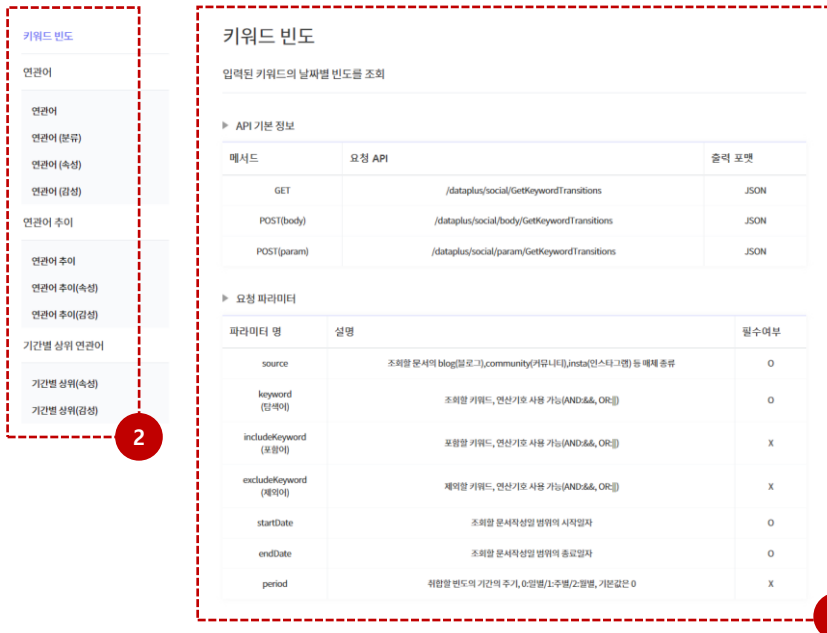 키워드 빈도
연관어
연관어
연관어 (분류)
연관어 (속성)
연관어 (감성)
연관어 추이
연관어 추이
연관어 추이(속성)
연관어 추이(감성)
기간별 상위 연관어
기간별 상위(속성)
기간별 상위(감성)
2
키워드 빈도
입력된 키워드의 날짜별 빈도를 조회
▶ API 기본 정보
메서드 요청 API 출력 포맷
GET /dataplus/social/GetKeywordTransitions JSON
POST(body) /dataplus/social/body/GetKeywordTransitions JSON
POST(param) /dataplus/social/param/GetKeywordTransitions JSON
▶ 요청 파라미터
파라미터 명 설명 필수여부
source 조회할 문서의 blog(블로그),community(커뮤니티),insta(인스타그램) 등 매체 종류 O
keyword
(탐색어) 조회할 키워드, 연산기호 사용 가능(AND:&&, OR:||) O
includeKeyword
(포함어) 포함할 키워드, 연산기호 사용 가능(AND:&&, OR:||) X
excludeKeyword
(제외어) 제외할 키워드, 연산기호 사용 가능(AND:&&, OR:||) X
startDate 조회할 문서작성일 범위의 시작일자 O
endDate 조회할 문서작성일 범위의 종료일자 O
period 취합할 빈도의 기간의 주기, 0:일별/1:주별/2:월별, 기본값은 0 X